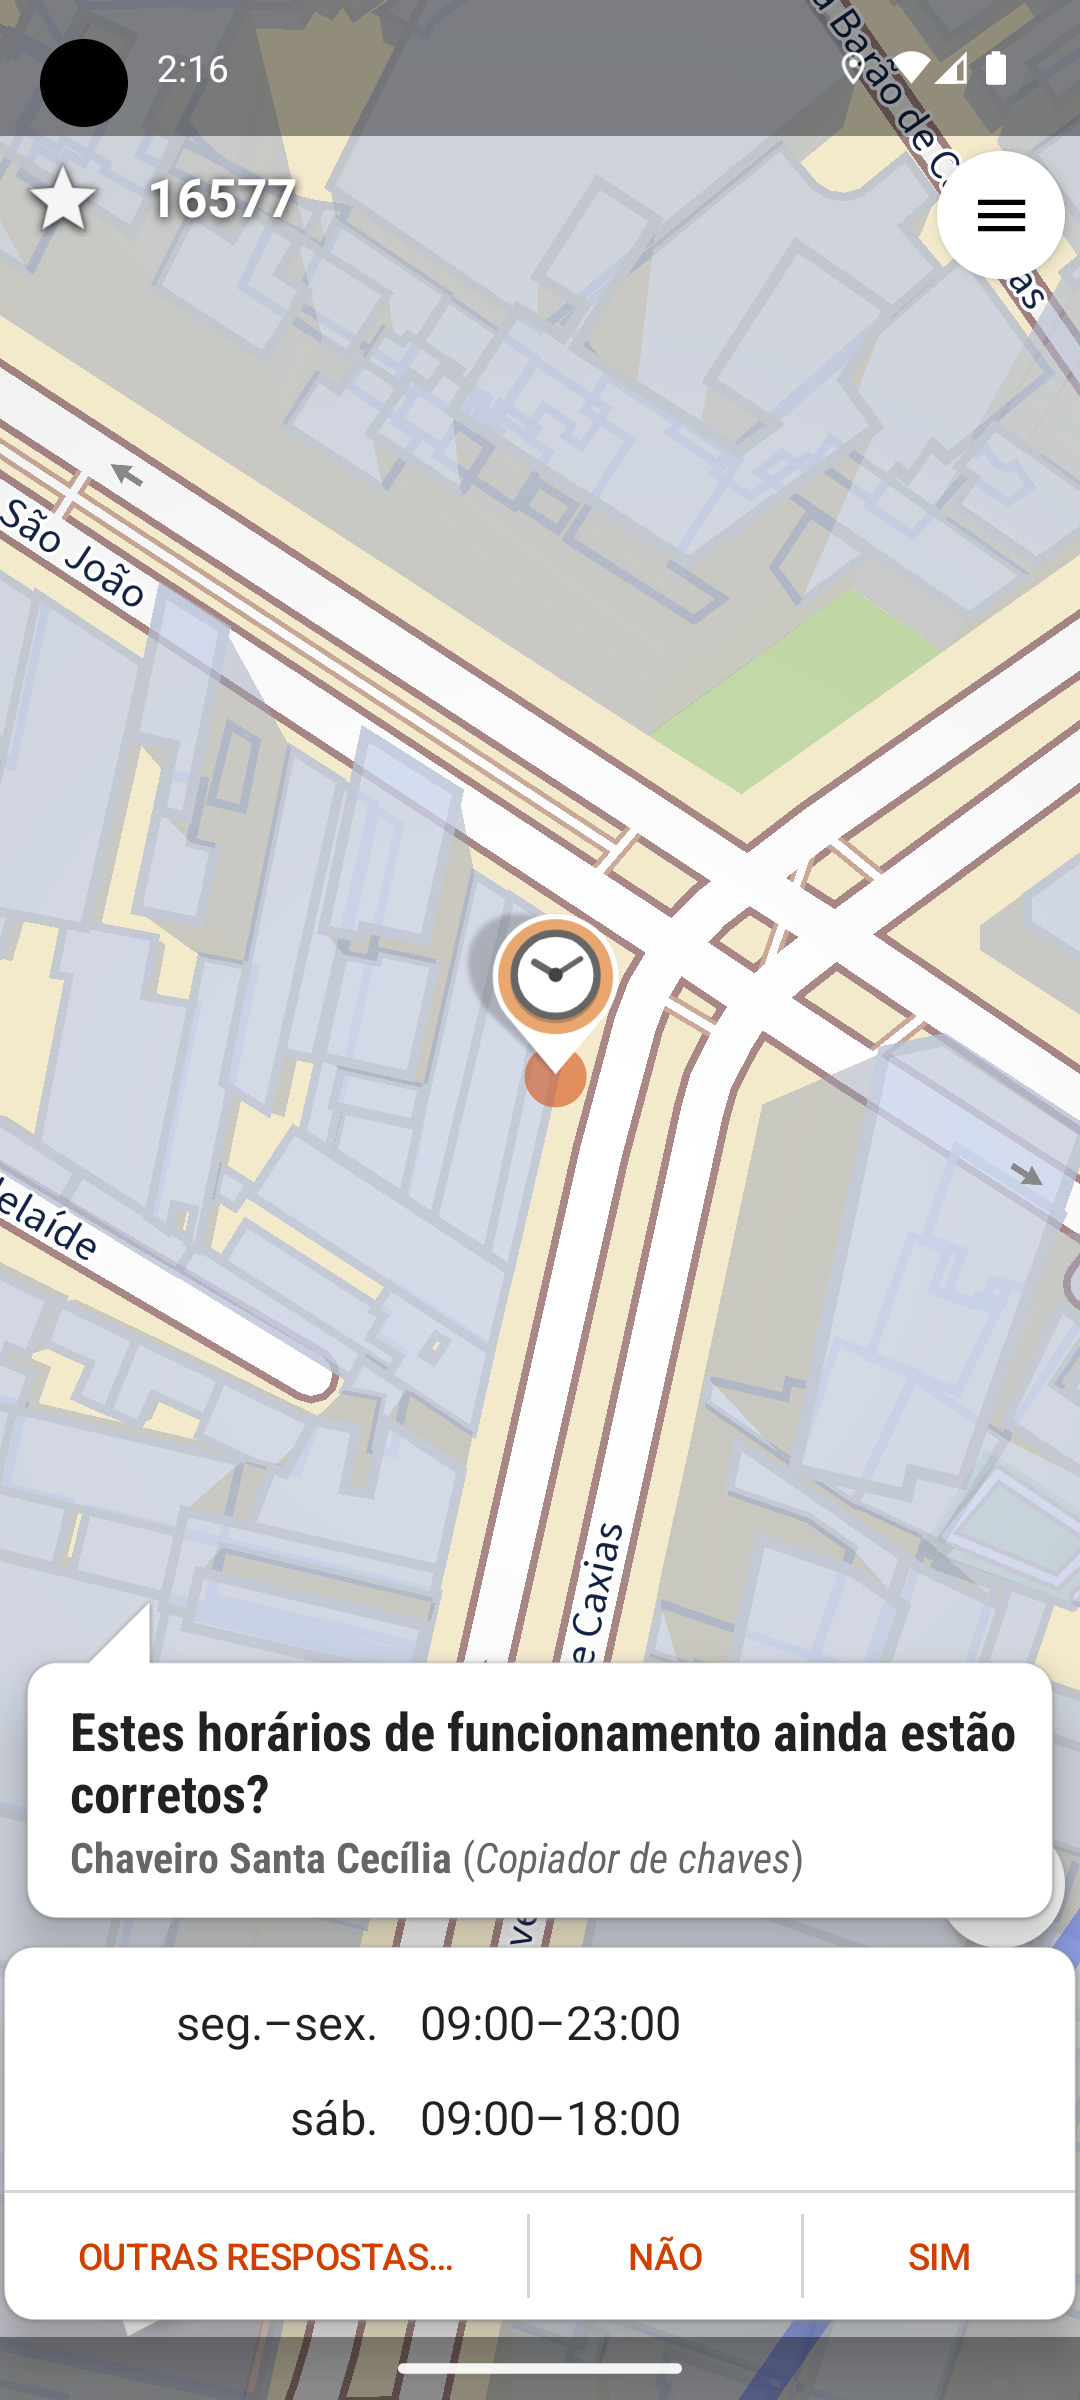 2:16
a Barão de C
as
16577
São João
elaíde
e Caxias
Estes horários de funcionamento ainda estão
corretos?
Chaveiro Santa Cecília (Copiador de chaves)
ve
seg.–sex. 09:00–23:00
sáb. 09:00–18:00
OUTRAS RESPOSTAS… NÃO SIM